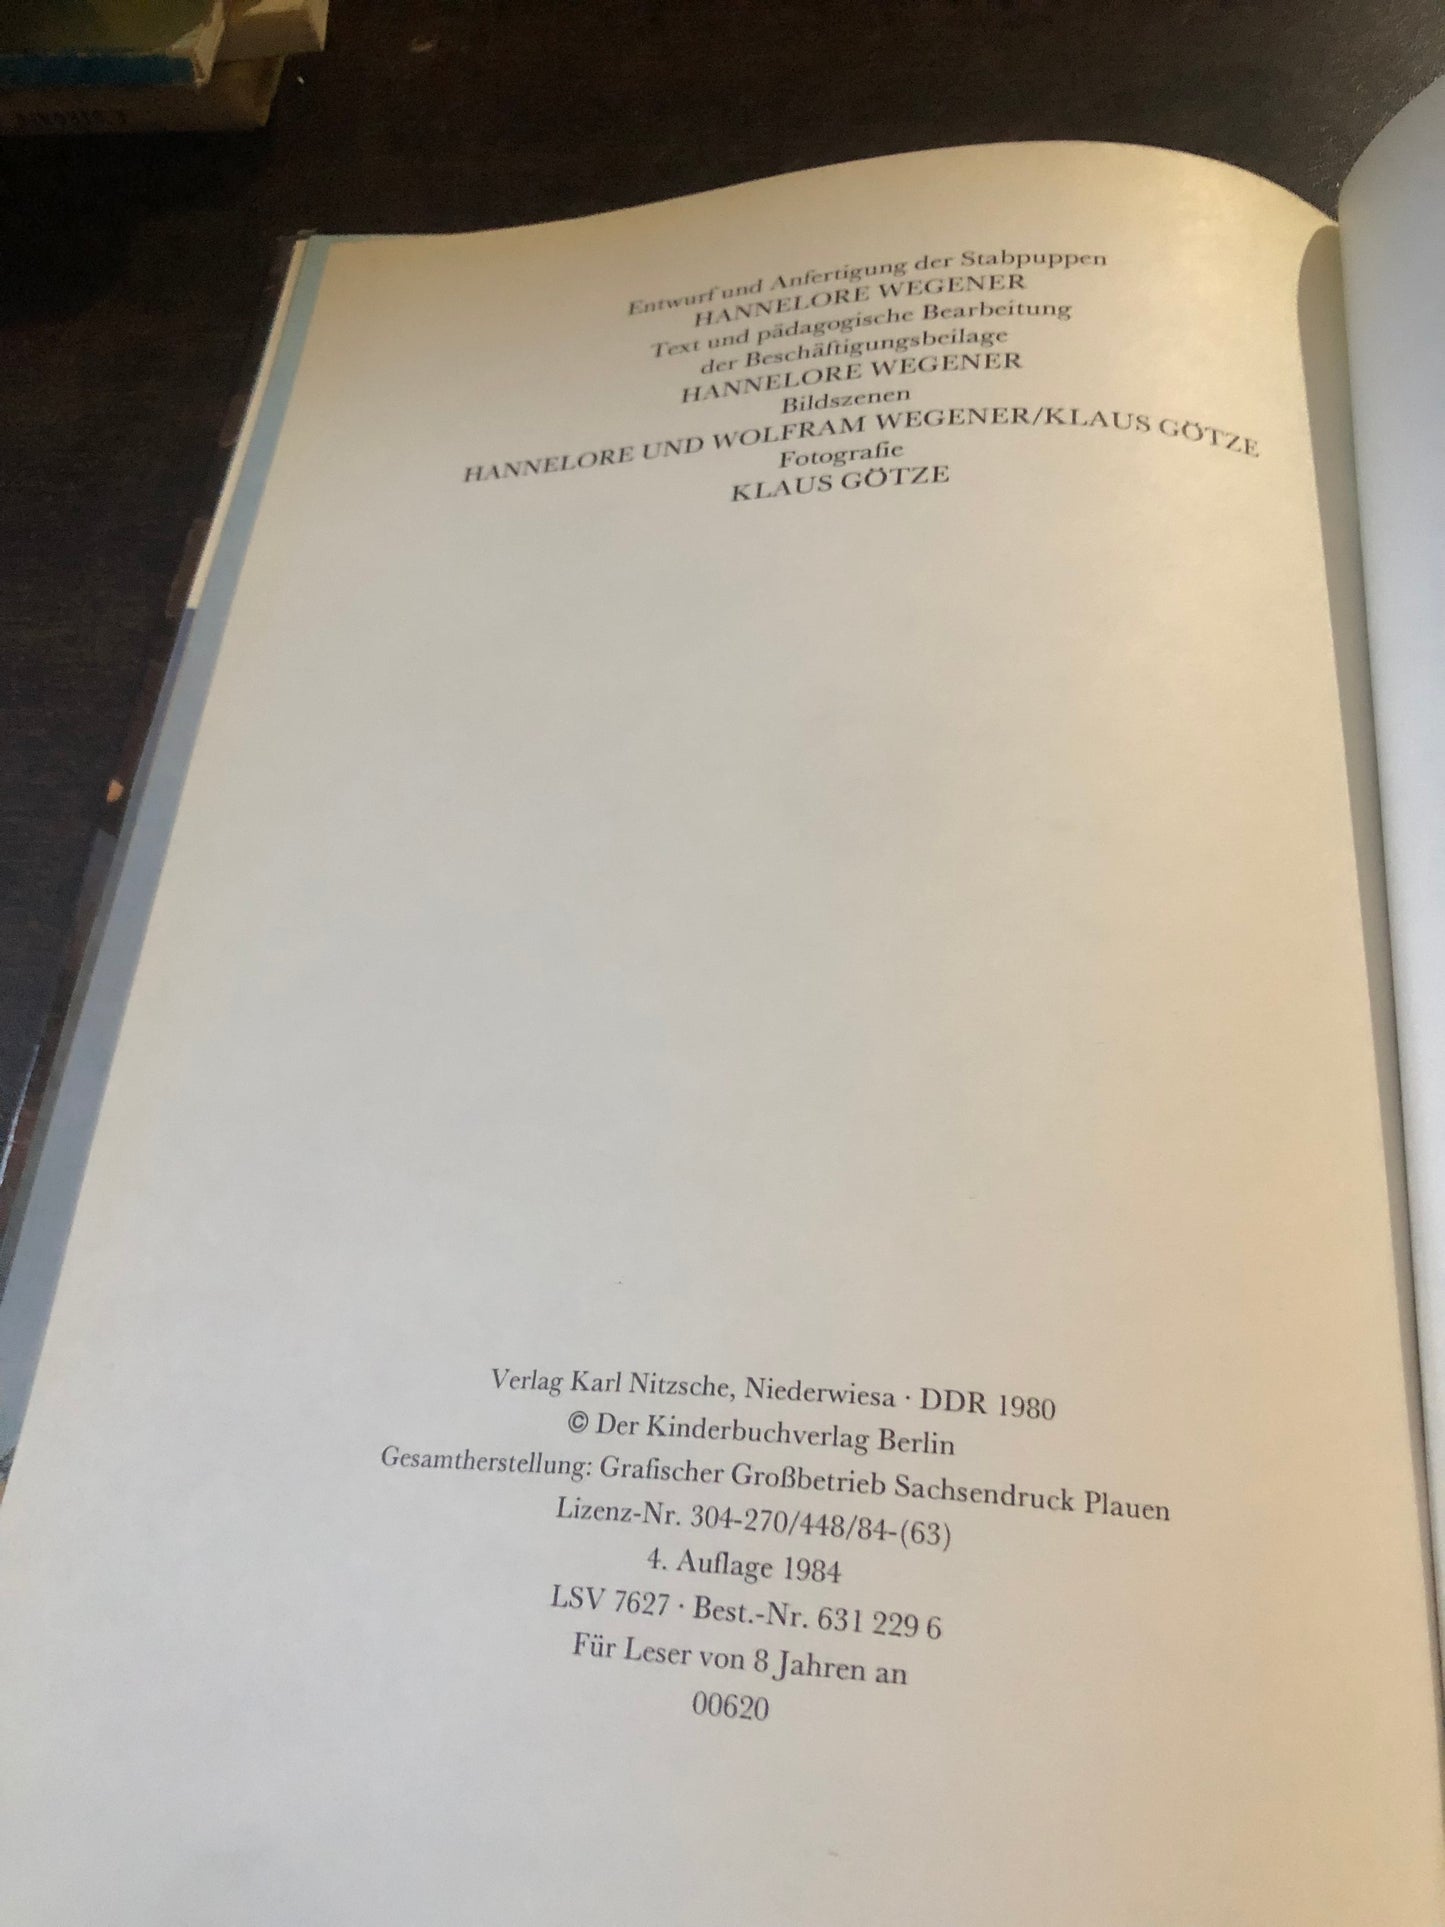 Entwurf und Anfertigung der Stabpuppen
HANNELORE WEGENER
Text und pädagogische Bearbeitung
der Beschäftigungsbeilage
HANNELORE WEGENER
Bildszenen
HANNELORE UND WOLFRAM WEGENER/KLAUS GÖTZE
Fotografie
KLAUS GÖTZE
Verlag Karl Nitzsche, Niederwiesa · DDR 1980
© Der Kinderbuchverlag Berlin
Gesamtherstellung: Grafischer Großbetrieb Sachsendruck Plauen
Lizenz-Nr. 304-270/448/84-(63)
4. Auflage 1984
LSV 7627 · Best.-Nr. 631 229 6
Für Leser von 8 Jahren an
00620